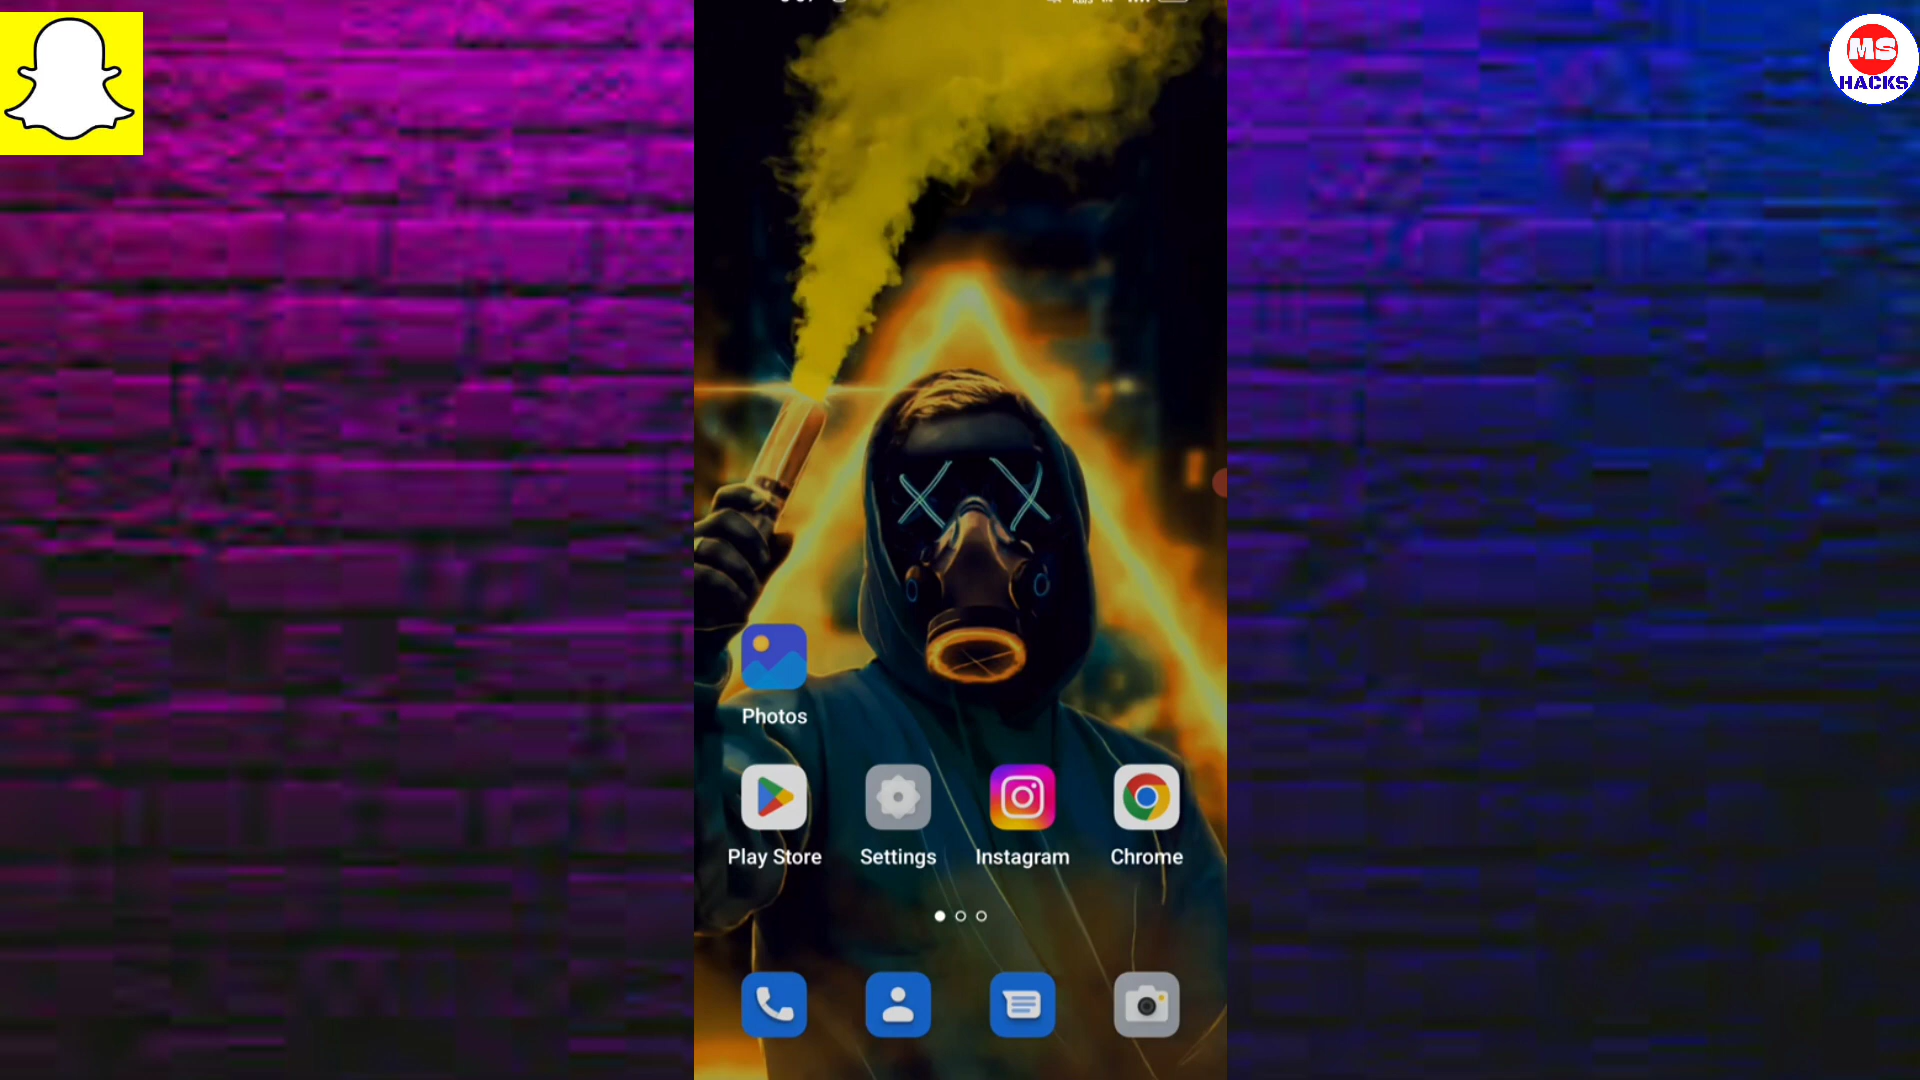 MS
HACKS
Photos
Play Store
Settings
Instagram
Chrome